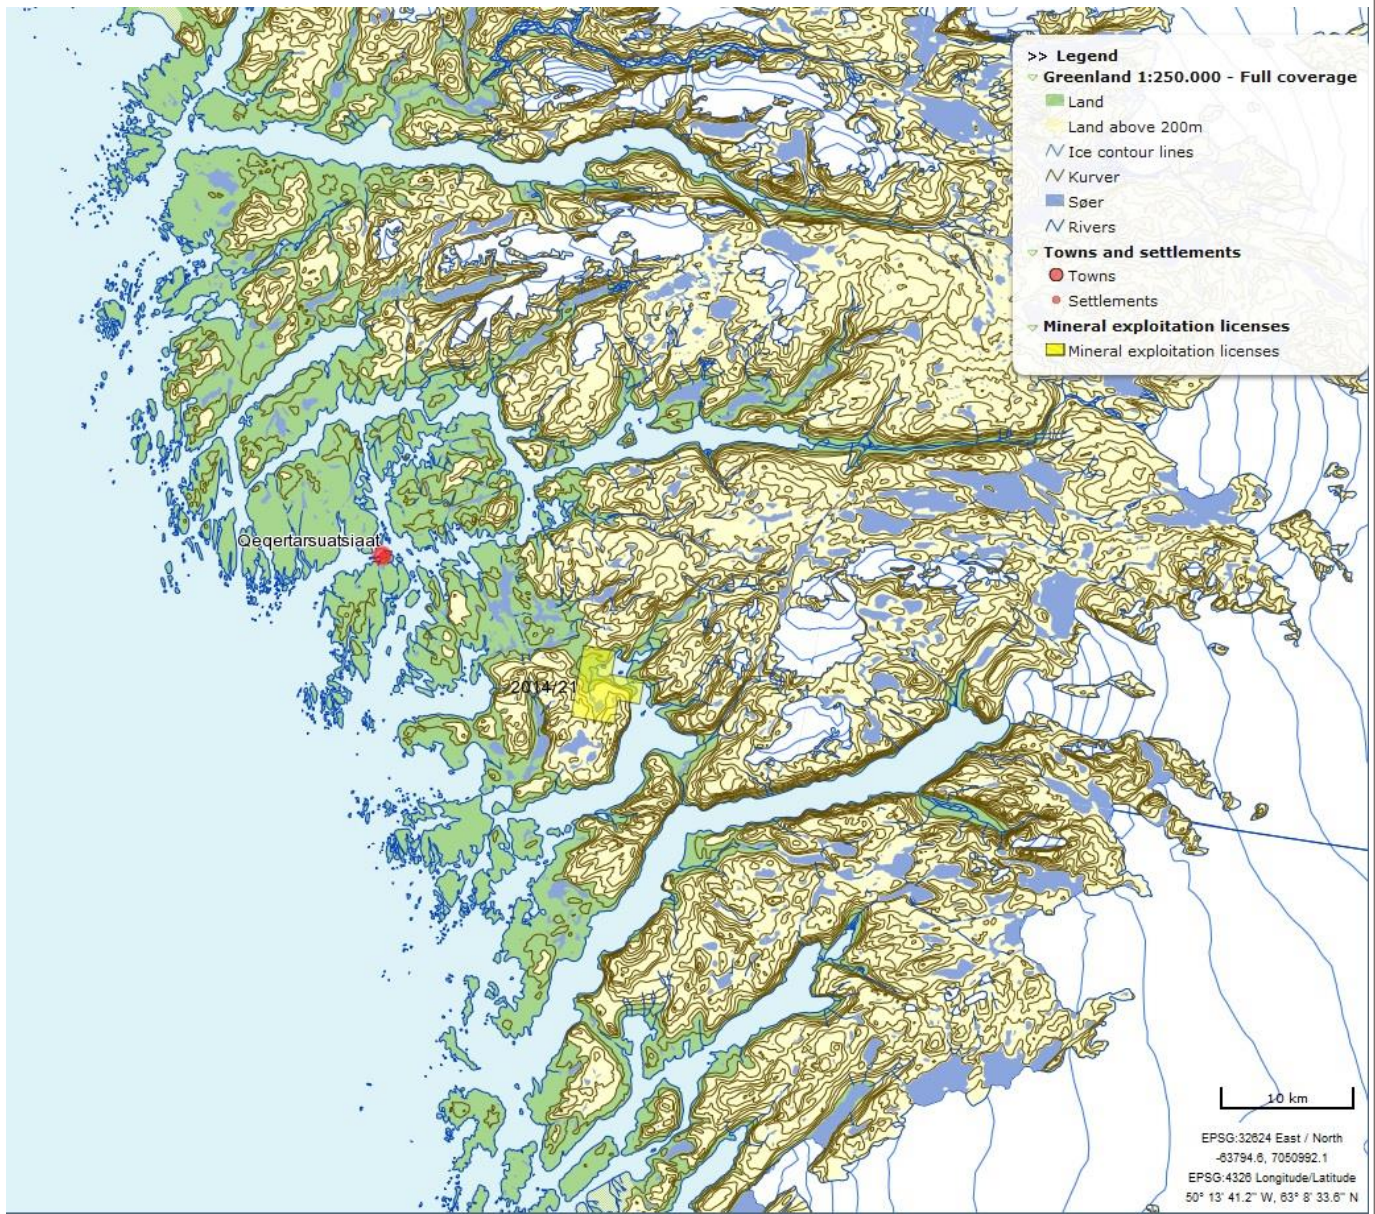 >> Legend
Greenland 1:250.000 - Full coverage
Land
Land above 200m
Ice contour lines
Kurver
Søer
Rivers
Towns and settlements
Towns
Settlements
Mineral exploitation licenses
Mineral exploitation licenses
Qeqertarsuatsiaat
2014/21
10 km
EPSG:32624 East / North
-63794.6, 7050992.1
EPSG:4326 Longitude/Latitude
50° 13' 41.2" W, 63° 8' 33.6" N